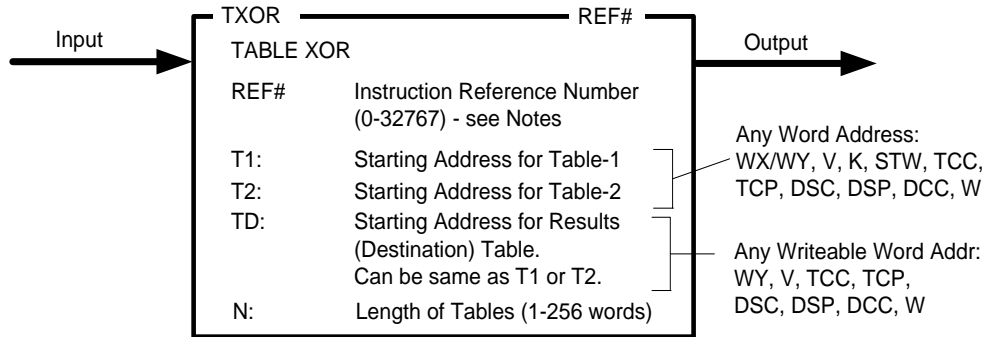 TXOR REF#
Input
TABLE XOR
Output
REF# Instruction Reference Number
(0-32767) - see Notes
T1: Starting Address for Table-1
T2: Starting Address for Table-2
TD: Starting Address for Results
(Destination) Table.
Can be same as T1 or T2.
N: Length of Tables (1-256 words)
Any Word Address:
WX/WY, V, K, STW, TCC,
TCP, DSC, DSP, DCC, W
Any Writeable Word Addr:
WY, V, TCC, TCP,
DSC, DSP, DCC, W